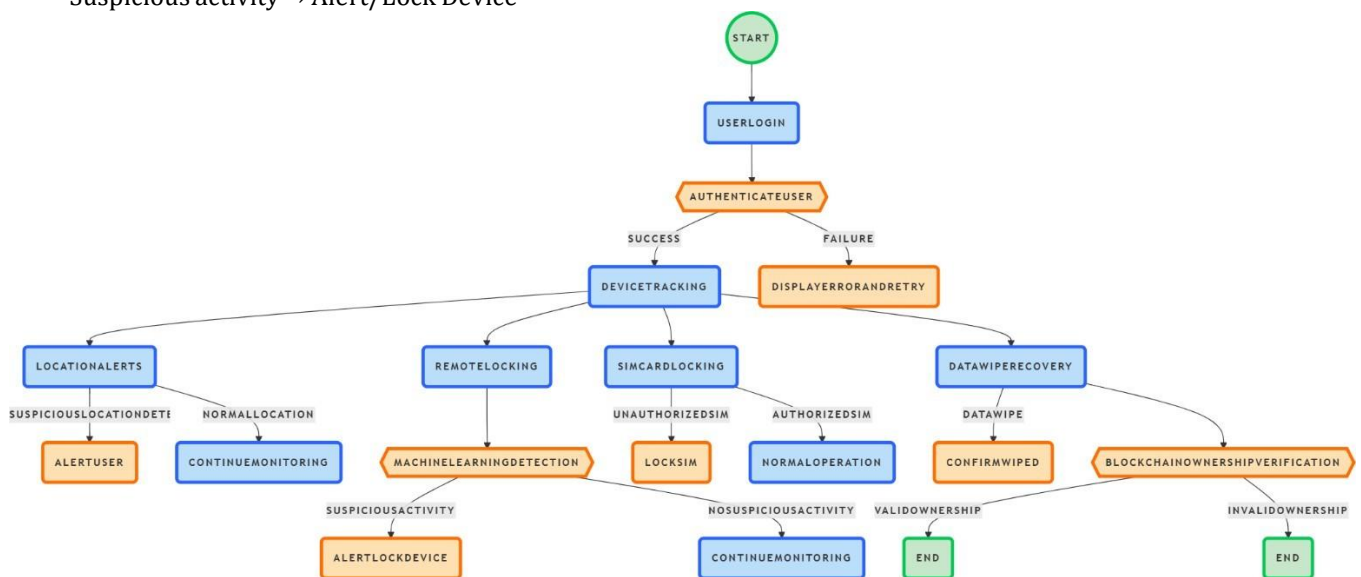 Suspicious activity → Alert/Lock Device
START
USERLOGIN
AUTHENTICATEUSER
SUCCESS
FAILURE
DEVICETRACKING
DISPLAYERRORANDRETRY
LOCATIONALERTS
REMOTELOCKING
SIMCARDLOCKING
DATAWIPERECOVERY
SUSPICIOUSLOCATIONDETE
NORMALLOCATION
UNAUTHORIZEDSIM
AUTHORIZEDSIM
DATAWIPE
ALERTUSER
CONTINUEMONITORING
MACHINELEARNINGDETECTION
LOCKSIM
NORMALOPERATION
CONFIRMWIPED
BLOCKCHAINOWNERSHIPVERIFICATION
SUSPICIOUSACTIVITY
NOSUSPICIOUSACTIVITY
VALIDOWNERSHIP
INVALIDOWNERSHIP
ALERTLOCKDEVICE
CONTINUEMONITORING
END
END